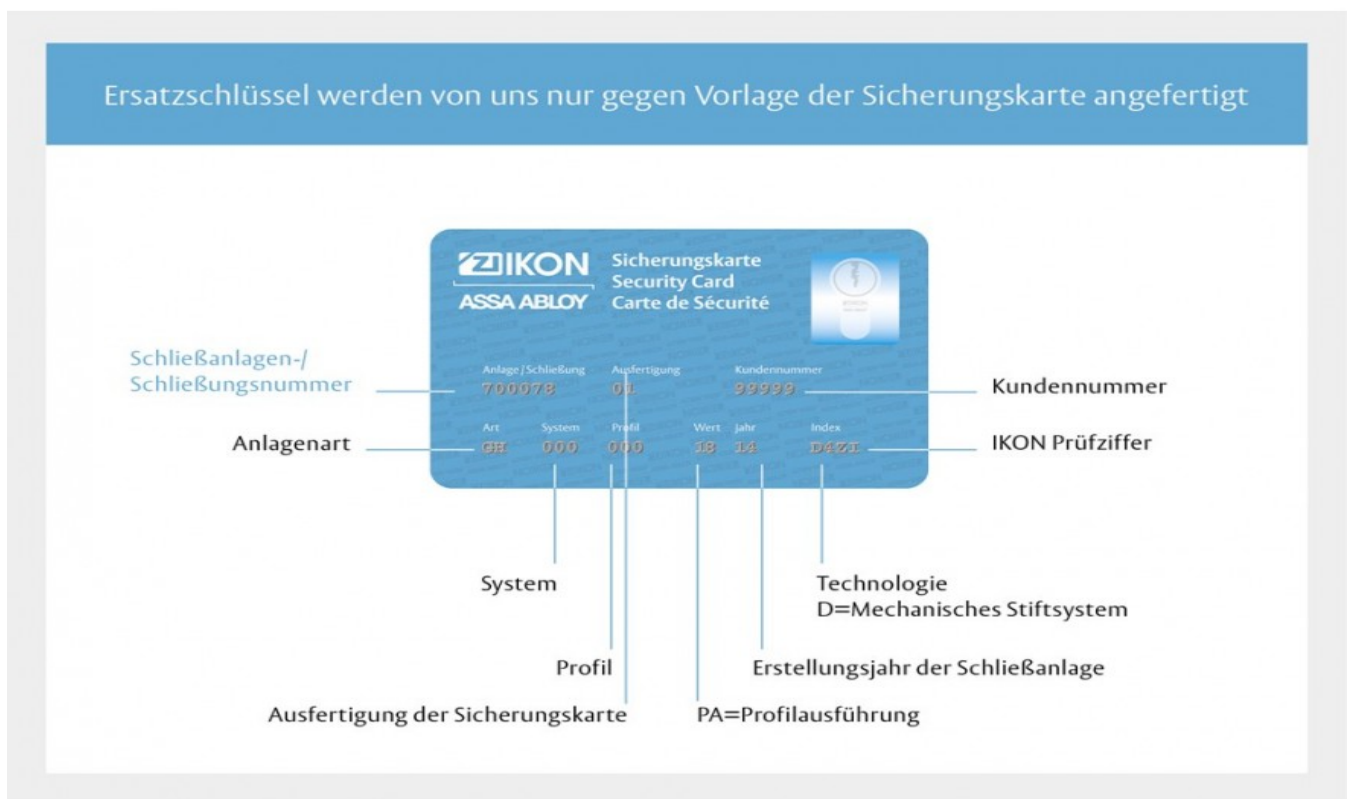 Ersatzschlüssel werden von uns nur gegen Vorlage der Sicherungskarte angefertigt
IKON
ASSA ABLOY
Sicherungskarte
Security Card
Carte de Sécurité
Schließanlagen-/
Schließungsnummer
Anlage/Schließung Ausfertigung Kundennummer
700078 01 99999
Kundennummer
Anlagenart
Art System Profil Wert Jahr Index
GH 000 000 18 14 D4ZI
IKON Prüfziffer
System
Technologie
D=Mechanisches Stiftsystem
Profil
Erstellungsjahr der Schließanlage
Ausfertigung der Sicherungskarte
PA=Profilausführung